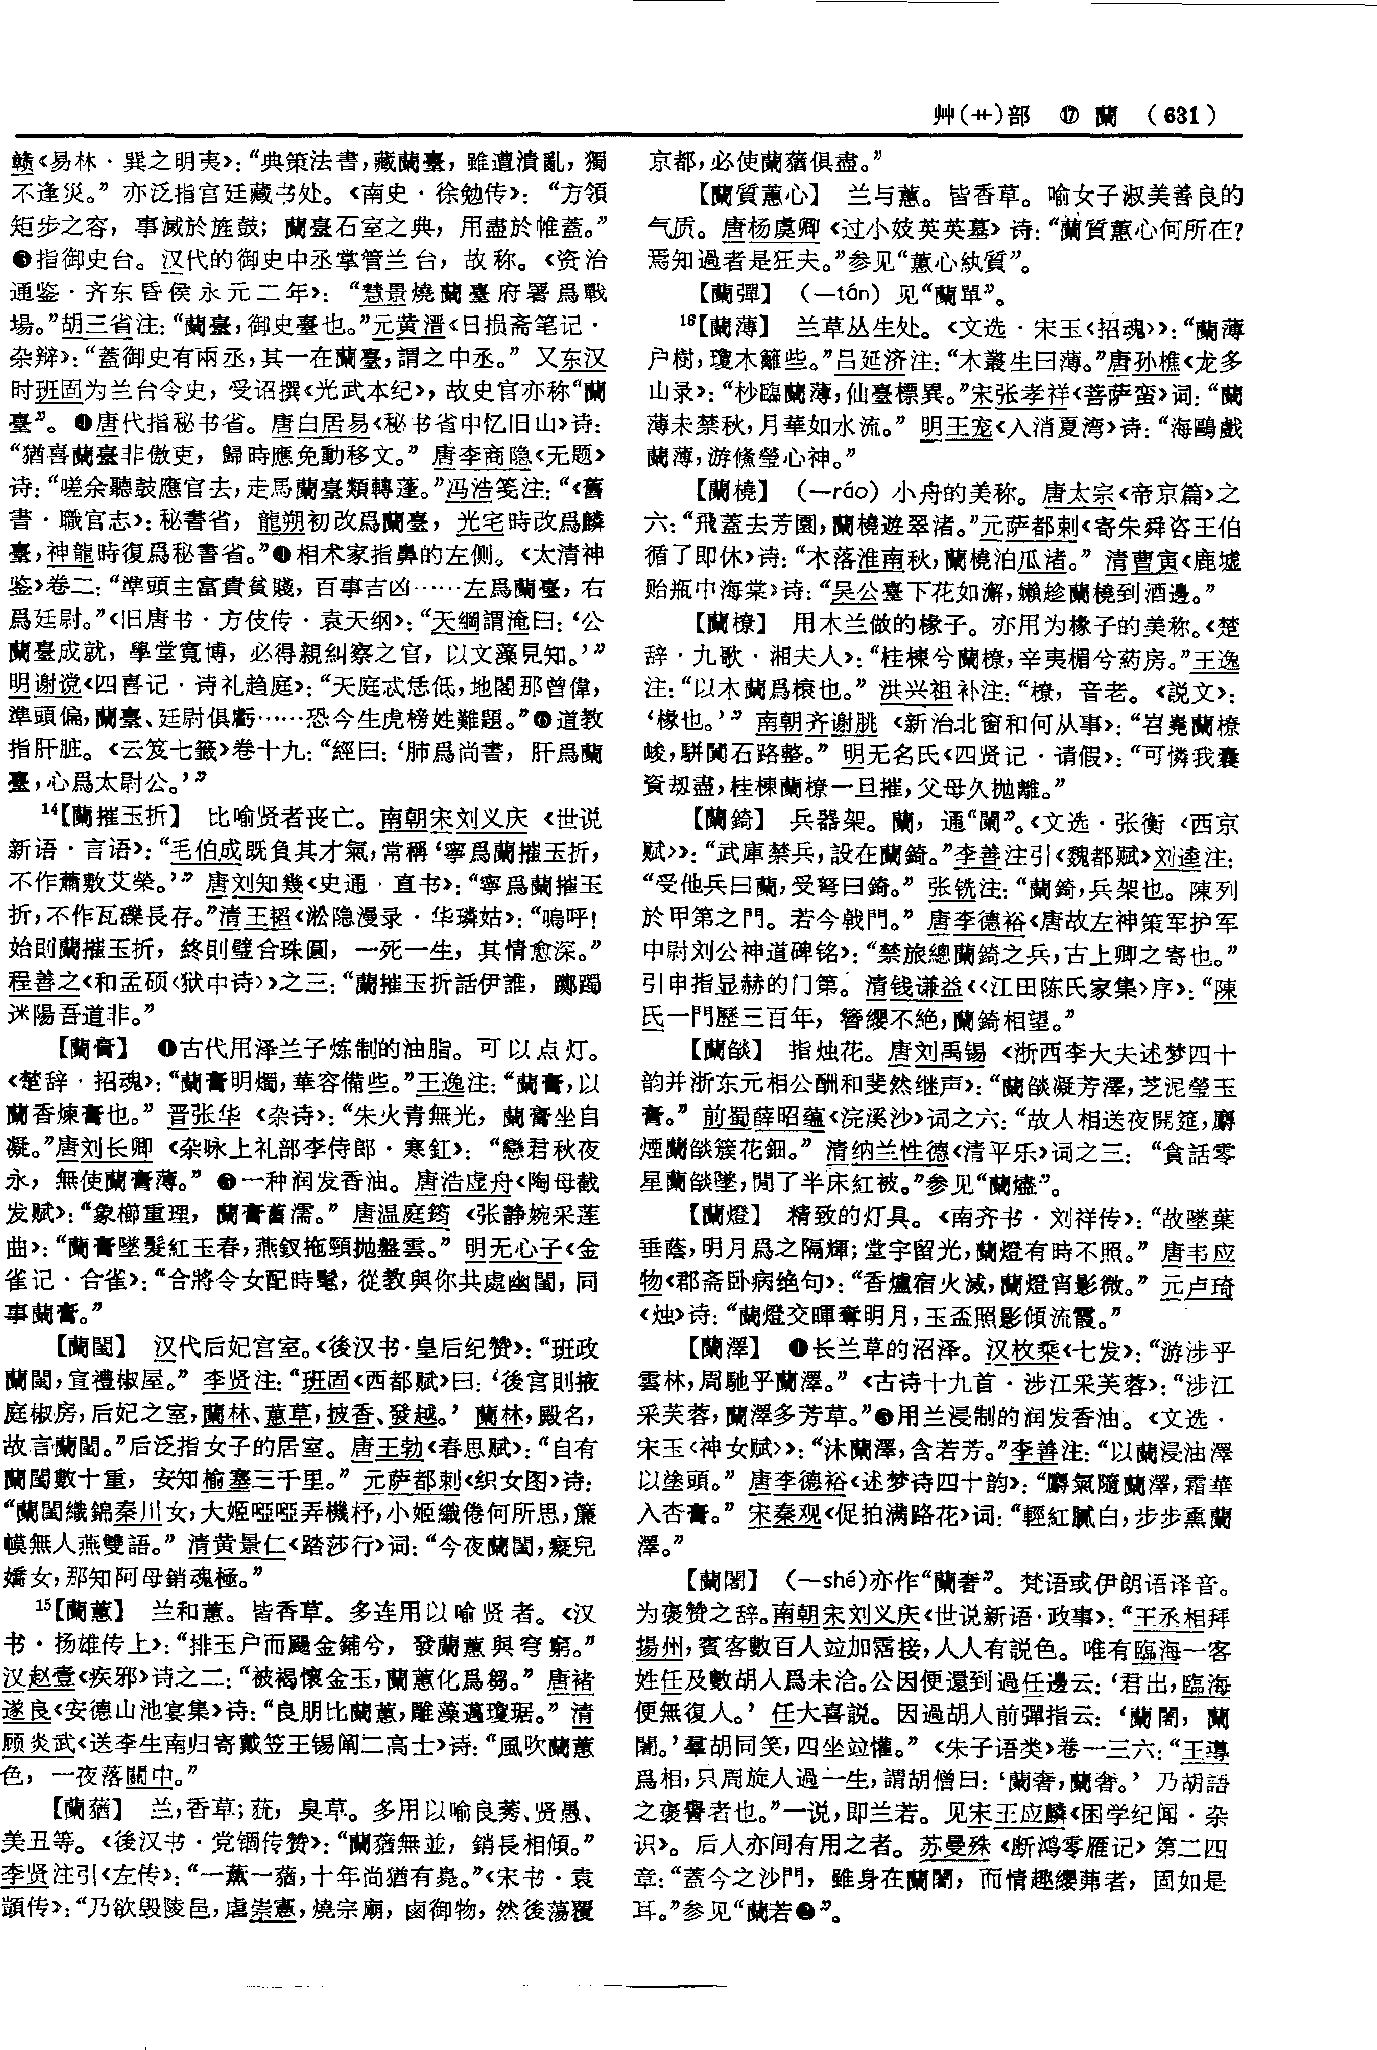 艸(艹)部 ⑰ 蘭 (631)
赣《易林·巽之明夷》：“典策法書，藏蘭臺，雖遭潰亂，獨
不逢災。” 亦泛指宫廷藏书处。《南史·徐勉传》：“方領
矩步之容，事滅於旌鼓；蘭臺石室之典，用盡於帷蓋。”
❸指御史台。汉代的御史中丞掌管兰台，故称。《资治
通鉴·齐东昏侯永元二年》：“慧景燒蘭臺府署爲戰
場。”胡三省注：“蘭臺，御史臺也。”元黄溍《日损斋笔记·
杂辩》：“蓋御史有兩丞，其一在蘭臺，謂之中丞。” 又东汉
时班固为兰台令史，受诏撰《光武本纪》，故史官亦称“蘭
臺”。❹唐代指秘书省。唐白居易《秘书省中忆旧山》诗：
“猶喜蘭臺非傲吏，歸時應免動移文。” 唐李商隐《无题》
诗：“嗟余聽鼓應官去，走馬蘭臺類轉蓬。”冯浩笺注：“《舊
書·職官志》：秘書省，龍朔初改爲蘭臺，光宅時改爲麟
臺，神龍時復爲秘書省。”❺相术家指鼻的左侧。《太清神
鉴》卷二：“準頭主富貴貧賤，百事吉凶……左爲蘭臺，右
爲廷尉。”《旧唐书·方伎传·袁天纲》：“天綱謂淹曰：‘公
蘭臺成就，學堂寬博，必得親糾察之官，以文藻見知。’”
明谢谠《四喜记·诗礼趋庭》：“天庭忒恁低，地閣那曾偉，
準頭偏，蘭臺、廷尉俱虧……恐今生虎榜姓難題。”❻道教
指肝脏。《云笈七籤》卷十九：“經曰：‘肺爲尚書，肝爲蘭
臺，心爲太尉公。’”
14【蘭摧玉折】 比喻贤者丧亡。南朝宋刘义庆《世说
新语·言语》：“毛伯成既負其才氣，常稱‘寧爲蘭摧玉折，
不作蕭敷艾榮。’” 唐刘知幾《史通·直书》：“寧爲蘭摧玉
折，不作瓦礫長存。”清王韬《淞隐漫录·华璘姑》：“嗚呼！
始則蘭摧玉折，終則璧合珠圓，一死一生，其情愈深。”
程善之《和孟硕〈狱中诗〉》之三：“蘭摧玉折話伊誰，躑躅
迷陽吾道非。”
【蘭膏】 ❶古代用泽兰子炼制的油脂。可以点灯。
《楚辞·招魂》：“蘭膏明燭，華容備些。”王逸注：“蘭膏，以
蘭香煉膏也。” 晋张华《杂诗》：“朱火青無光，蘭膏坐自
凝。”唐刘长卿《杂咏上礼部李侍郎·寒釭》：“戀君秋夜
永，無使蘭膏薄。” ❷一种润发香油。唐浩虚舟《陶母截
发赋》：“象櫛重理，蘭膏舊濡。” 唐温庭筠《张静婉采莲
曲》：“蘭膏墜髮紅玉春，燕釵拖頸抛盤雲。” 明无心子《金
雀记·合雀》：“合將令女配時髦，從教與你共處幽閨，同
事蘭膏。”
【蘭閨】 汉代后妃宫室。《後汉书·皇后纪赞》：“班政
蘭閨，宣禮椒屋。” 李贤注：“班固《西都赋》曰：‘後宮則掖
庭椒房，后妃之室，蘭林、蕙草，披香、發越。’ 蘭林，殿名，
故言蘭閨。”后泛指女子的居室。唐王勃《春思赋》：“自有
蘭閨數十重，安知榆塞三千里。” 元萨都剌《织女图》诗：
“蘭閨織錦秦川女，大姬啞啞弄機杼，小姬織倦何所思，簾
幙無人燕雙語。” 清黄景仁《踏莎行》词：“今夜蘭閨，癡兒
嬌女，那知阿母銷魂極。”
15【蘭蕙】 兰和蕙。皆香草。多连用以喻贤者。《汉
书·扬雄传上》：“排玉户而颺金鋪兮，發蘭蕙與穹窮。”
汉赵壹《疾邪》诗之二：“被褐懷金玉，蘭蕙化爲芻。” 唐褚
遂良《安德山池宴集》诗：“良朋比蘭蕙，雕藻邁瓊琚。” 清
顾炎武《送李生南归寄戴笠王锡阐二高士》诗：“風吹蘭蕙
色，一夜落關中。”
【蘭蕕】 兰，香草；莸，臭草。多用以喻良莠、贤愚、
美丑等。《後汉书·党锢传赞》：“蘭蕕無並，銷長相傾。”
李贤注引《左传》：“一薰一蕕，十年尚猶有臭。”《宋书·袁
顗传》：“乃欲毁陵邑，虐崇憲，燒宗廟，鹵御物，然後蕩覆
京都，必使蘭蕕俱盡。”
【蘭質蕙心】 兰与蕙。皆香草。喻女子淑美善良的
气质。唐杨虞卿《过小妓英英墓》诗：“蘭質蕙心何所在？
焉知過者是狂夫。”参见“蕙心紈質”。
【蘭彈】 （—tán）见“蘭單”。
16【蘭薄】 兰草丛生处。《文选·宋玉〈招魂〉》：“蘭薄
户樹，瓊木籬些。”吕延济注：“木叢生曰薄。”唐孙樵《龙多
山录》：“杪臨蘭薄，仙臺標異。”宋张孝祥《菩萨蛮》词：“蘭
薄未禁秋，月華如水流。” 明王宠《入消夏湾》诗：“海鷗戲
蘭薄，游鯈瑩心神。”
【蘭橈】 （—ráo）小舟的美称。唐太宗《帝京篇》之
六：“飛蓋去芳園，蘭橈遊翠渚。”元萨都剌《寄朱舜咨王伯
循了即休》诗：“木落淮南秋，蘭橈泊瓜渚。” 清曹寅《鹿墟
贻瓶中海棠》诗：“吴公臺下花如澥，嬾趁蘭橈到酒邊。”
【蘭橑】 用木兰做的椽子。亦用为椽子的美称。《楚
辞·九歌·湘夫人》：“桂棟兮蘭橑，辛夷楣兮葯房。”王逸
注：“以木蘭爲榱也。” 洪兴祖补注：“橑，音老。《説文》：
‘椽也。’” 南朝齐谢朓《新治北窗和何从事》：“岧嶤蘭橑
峻，駢闐石路整。” 明无名氏《四贤记·请假》：“可憐我囊
資刼盡，桂棟蘭橑一旦摧，父母久抛離。”
【蘭錡】 兵器架。蘭，通“闌”。《文选·张衡〈西京
赋〉》：“武庫禁兵，設在蘭錡。”李善注引《魏都赋》刘逵注：
“受他兵曰蘭，受弩曰錡。” 张铣注：“蘭錡，兵架也。陳列
於甲第之門。若今戟門。” 唐李德裕《唐故左神策军护军
中尉刘公神道碑铭》：“禁旅總蘭錡之兵，古上卿之寄也。”
引申指显赫的门第。清钱谦益《〈江田陈氏家集〉序》：“陳
氏一門歷三百年，簪纓不絶，蘭錡相望。”
【蘭燄】 指烛花。唐刘禹锡《浙西李大夫述梦四十
韵并浙东元相公酬和斐然继声》：“蘭燄凝芳澤，芝泥瑩玉
膏。” 前蜀薛昭蕴《浣溪沙》词之六：“故人相送夜開筵，麝
煙蘭燄簇花鈿。” 清纳兰性德《清平乐》词之三：“貪話零
星蘭燄墜，閒了半床紅被。”参见“蘭燼”。
【蘭燈】 精致的灯具。《南齐书·刘祥传》：“故墜葉
垂蔭，明月爲之隔輝；堂宇留光，蘭燈有時不照。” 唐韦应
物《郡斋卧病绝句》：“香爐宿火滅，蘭燈宵影微。” 元卢琦
《烛》诗：“蘭燈交暉奪明月，玉盃照影傾流霞。”
【蘭澤】 ❶长兰草的沼泽。汉枚乘《七发》：“游涉乎
雲林，周馳乎蘭澤。” 《古诗十九首·涉江采芙蓉》：“涉江
采芙蓉，蘭澤多芳草。”❷用兰浸制的润发香油。《文选·
宋玉〈神女赋〉》：“沐蘭澤，含若芳。”李善注：“以蘭浸油澤
以塗頭。” 唐李德裕《述梦诗四十韵》：“麝氣隨蘭澤，霜華
入杏膏。” 宋秦观《促拍满路花》词：“輕紅膩白，步步熏蘭
澤。”
【蘭闍】 （—shé）亦作“蘭奢”。梵语或伊朗语译音。
为褒赞之辞。南朝宋刘义庆《世说新语·政事》：“王丞相拜
揚州，賓客數百人竝加霑接，人人有説色。唯有臨海一客
姓任及數胡人爲未洽。公因便還到過任邊云：‘君出，臨海
便無復人。’ 任大喜説。因過胡人前彈指云：‘蘭闍，蘭
闍。’羣胡同笑，四坐竝懽。” 《朱子语类》卷一三六：“王導
爲相，只周旋人過一生，謂胡僧曰：‘蘭奢，蘭奢。’ 乃胡語
之褒譽者也。”一说，即兰若。见宋王应麟《困学纪闻·杂
识》。后人亦间有用之者。苏曼殊《断鸿零雁记》第二四
章：“蓋今之沙門，雖身在蘭闍，而情趣纓茀者，固如是
耳。”参见“蘭若❷”。